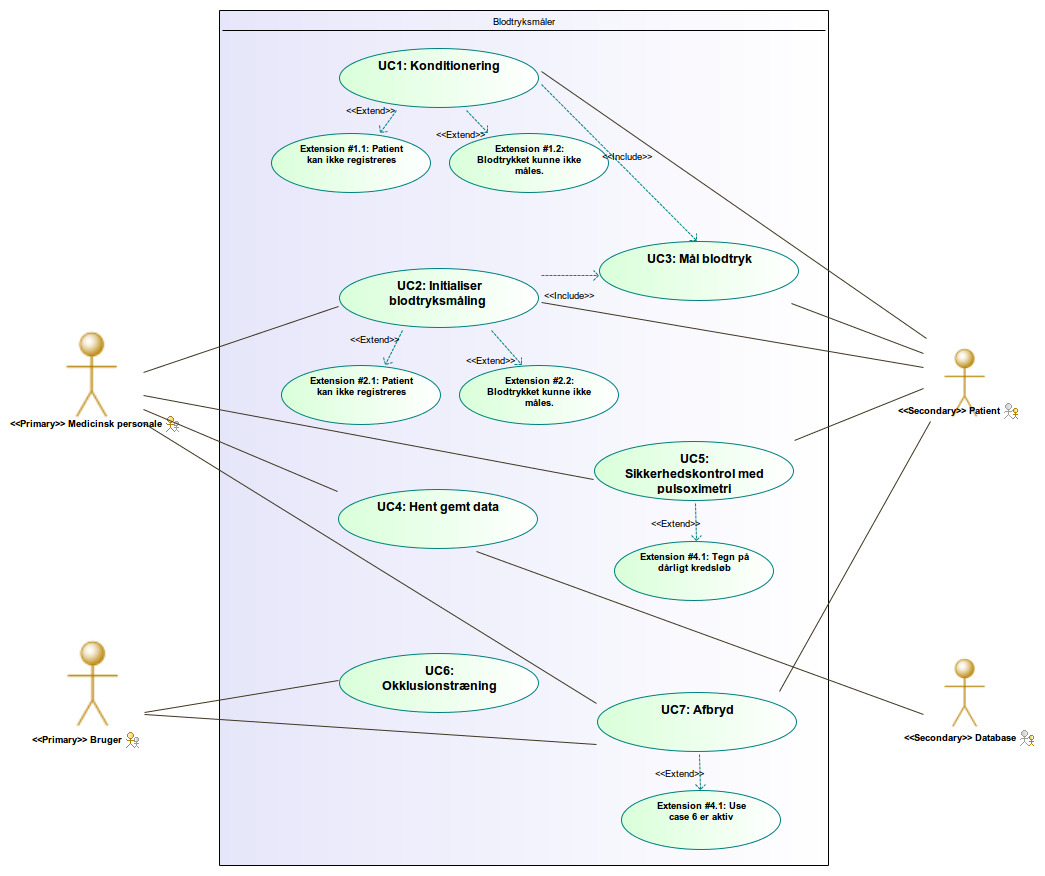 Blodtryksmåler
UC1: Konditionering
<<Extend>>
<<Extend>>
Extension #1.1: Patient
kan ikke registreres
Extension #1.2:
Blodtrykket kunne ikke
måles.
<<Include>>
UC3: Mål blodtryk
UC2: Initialiser
blodtryksmåling
<<Include>>
<<Extend>>
<<Extend>>
Extension #2.1: Patient
kan ikke registreres
Extension #2.2:
Blodtrykket kunne ikke
måles.
<<Primary>> Medicinsk personale
<<Secondary>> Patient
UC5:
Sikkerhedskontrol med
pulsoximetri
UC4: Hent gemt data
<<Extend>>
Extension #4.1: Tegn på
dårligt kredsløb
UC6:
Okklusionstræning
UC7: Afbryd
<<Primary>> Bruger
<<Secondary>> Database
<<Extend>>
Extension #4.1: Use
case 6 er aktiv